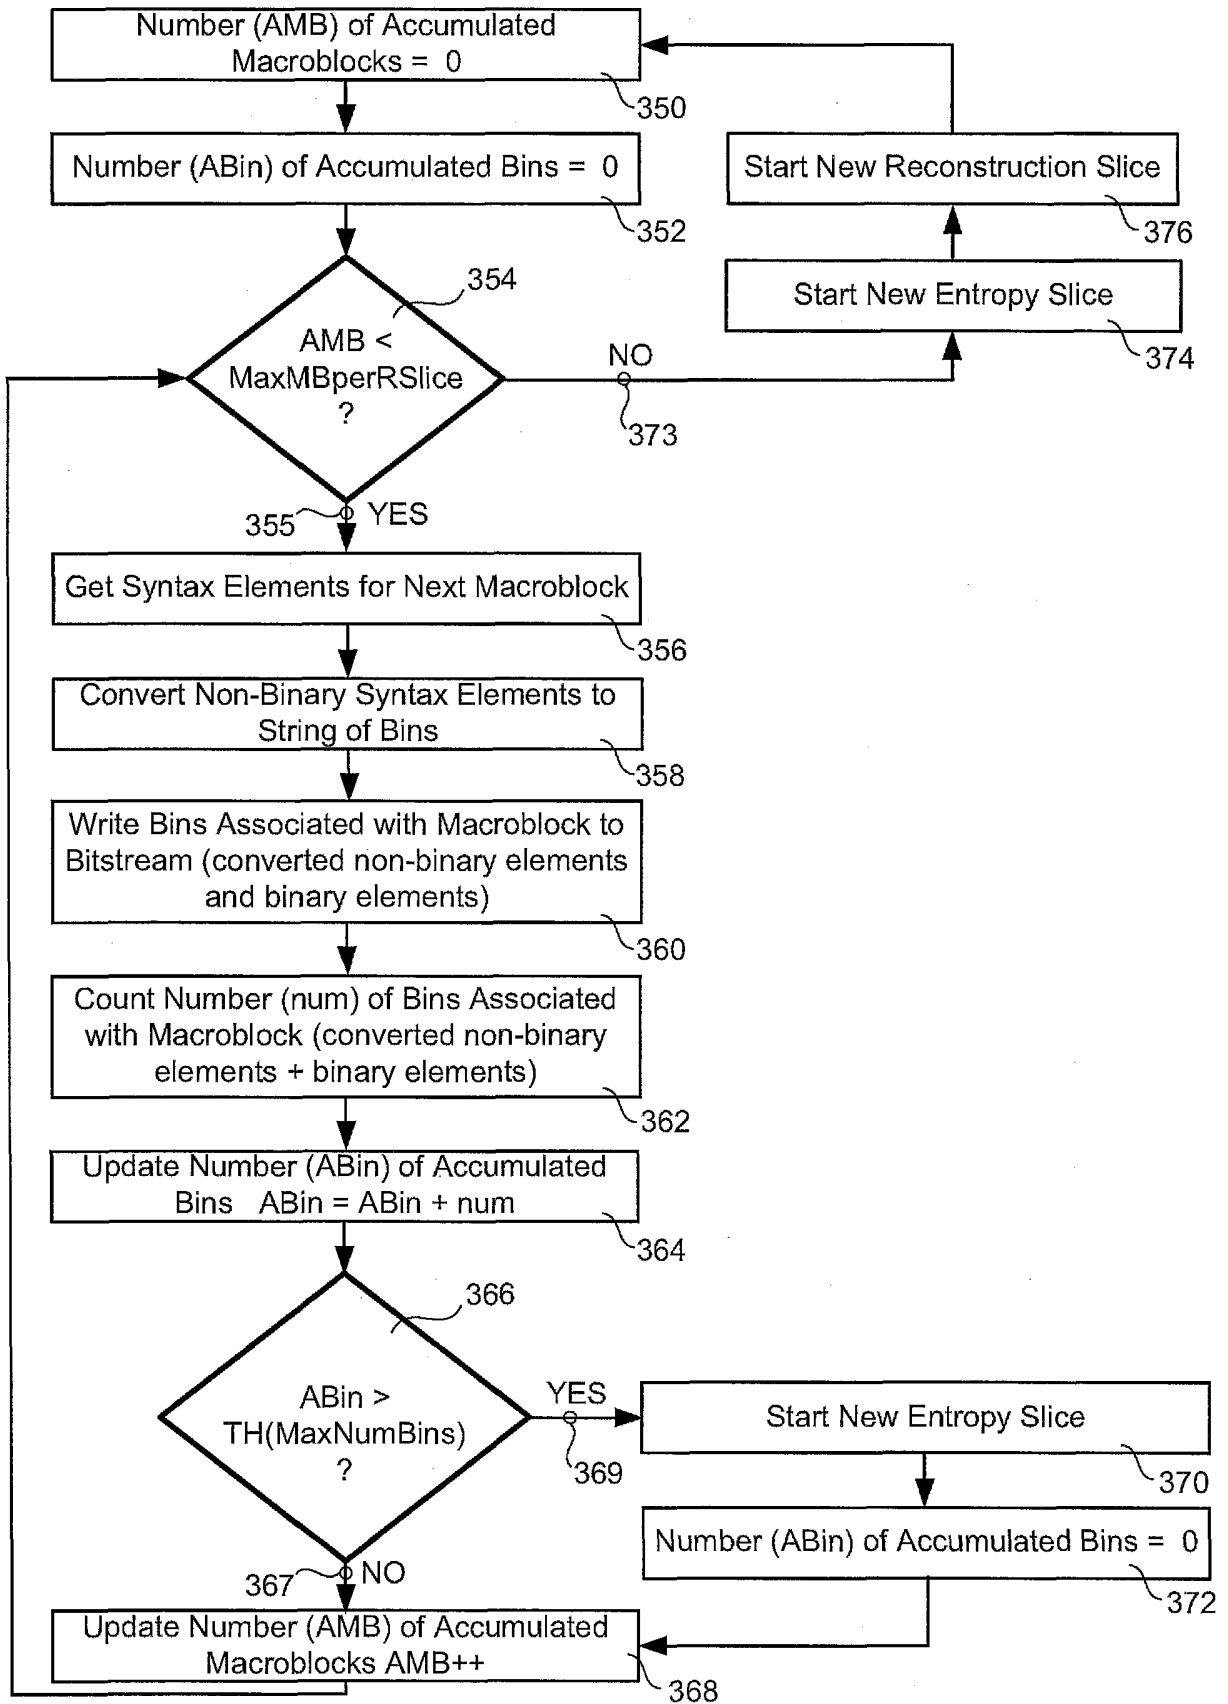 Number (AMB) of Accumulated
Macroblocks = 0
350
Number (ABin) of Accumulated Bins = 0
352
Start New Reconstruction Slice
376
Start New Entropy Slice
374
354
AMB <
MaxMBperRSlice
?
NO
373
355
YES
Get Syntax Elements for Next Macroblock
356
Convert Non-Binary Syntax Elements to
String of Bins
358
Write Bins Associated with Macroblock to
Bitstream (converted non-binary elements
and binary elements)
360
Count Number (num) of Bins Associated
with Macroblock (converted non-binary
elements + binary elements)
362
Update Number (ABin) of Accumulated
Bins ABin = ABin + num
364
366
ABin >
TH(MaxNumBins)
?
YES
369
Start New Entropy Slice
370
Number (ABin) of Accumulated Bins = 0
372
367
NO
Update Number (AMB) of Accumulated
Macroblocks AMB++
368